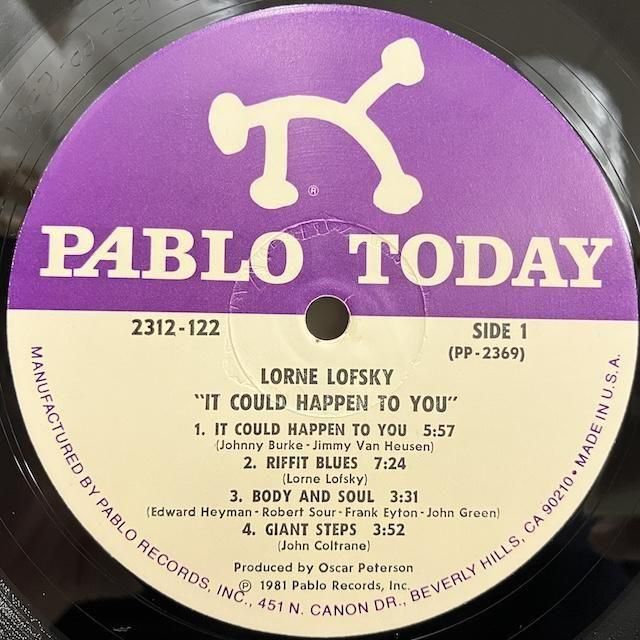 ®
PABLO TODAY
2312-122
SIDE 1
(PP-2369)
LORNE LOFSKY
"IT COULD HAPPEN TO YOU"
1. IT COULD HAPPEN TO YOU 5:57
(Johnny Burke-Jimmy Van Heusen)
2. RIFFIT BLUES 7:24
(Lorne Lofsky)
3. BODY AND SOUL 3:31
(Edward Heyman-Robert Sour-Frank Eyton-John Green)
4. GIANT STEPS 3:52
(John Coltrane)
Produced by Oscar Peterson
℗ 1981 Pablo Records, Inc.
MANUFACTURED BY PABLO RECORDS, INC., 451 N. CANON DR., BEVERLY HILLS, CA 90210 • MADE IN U.S.A.